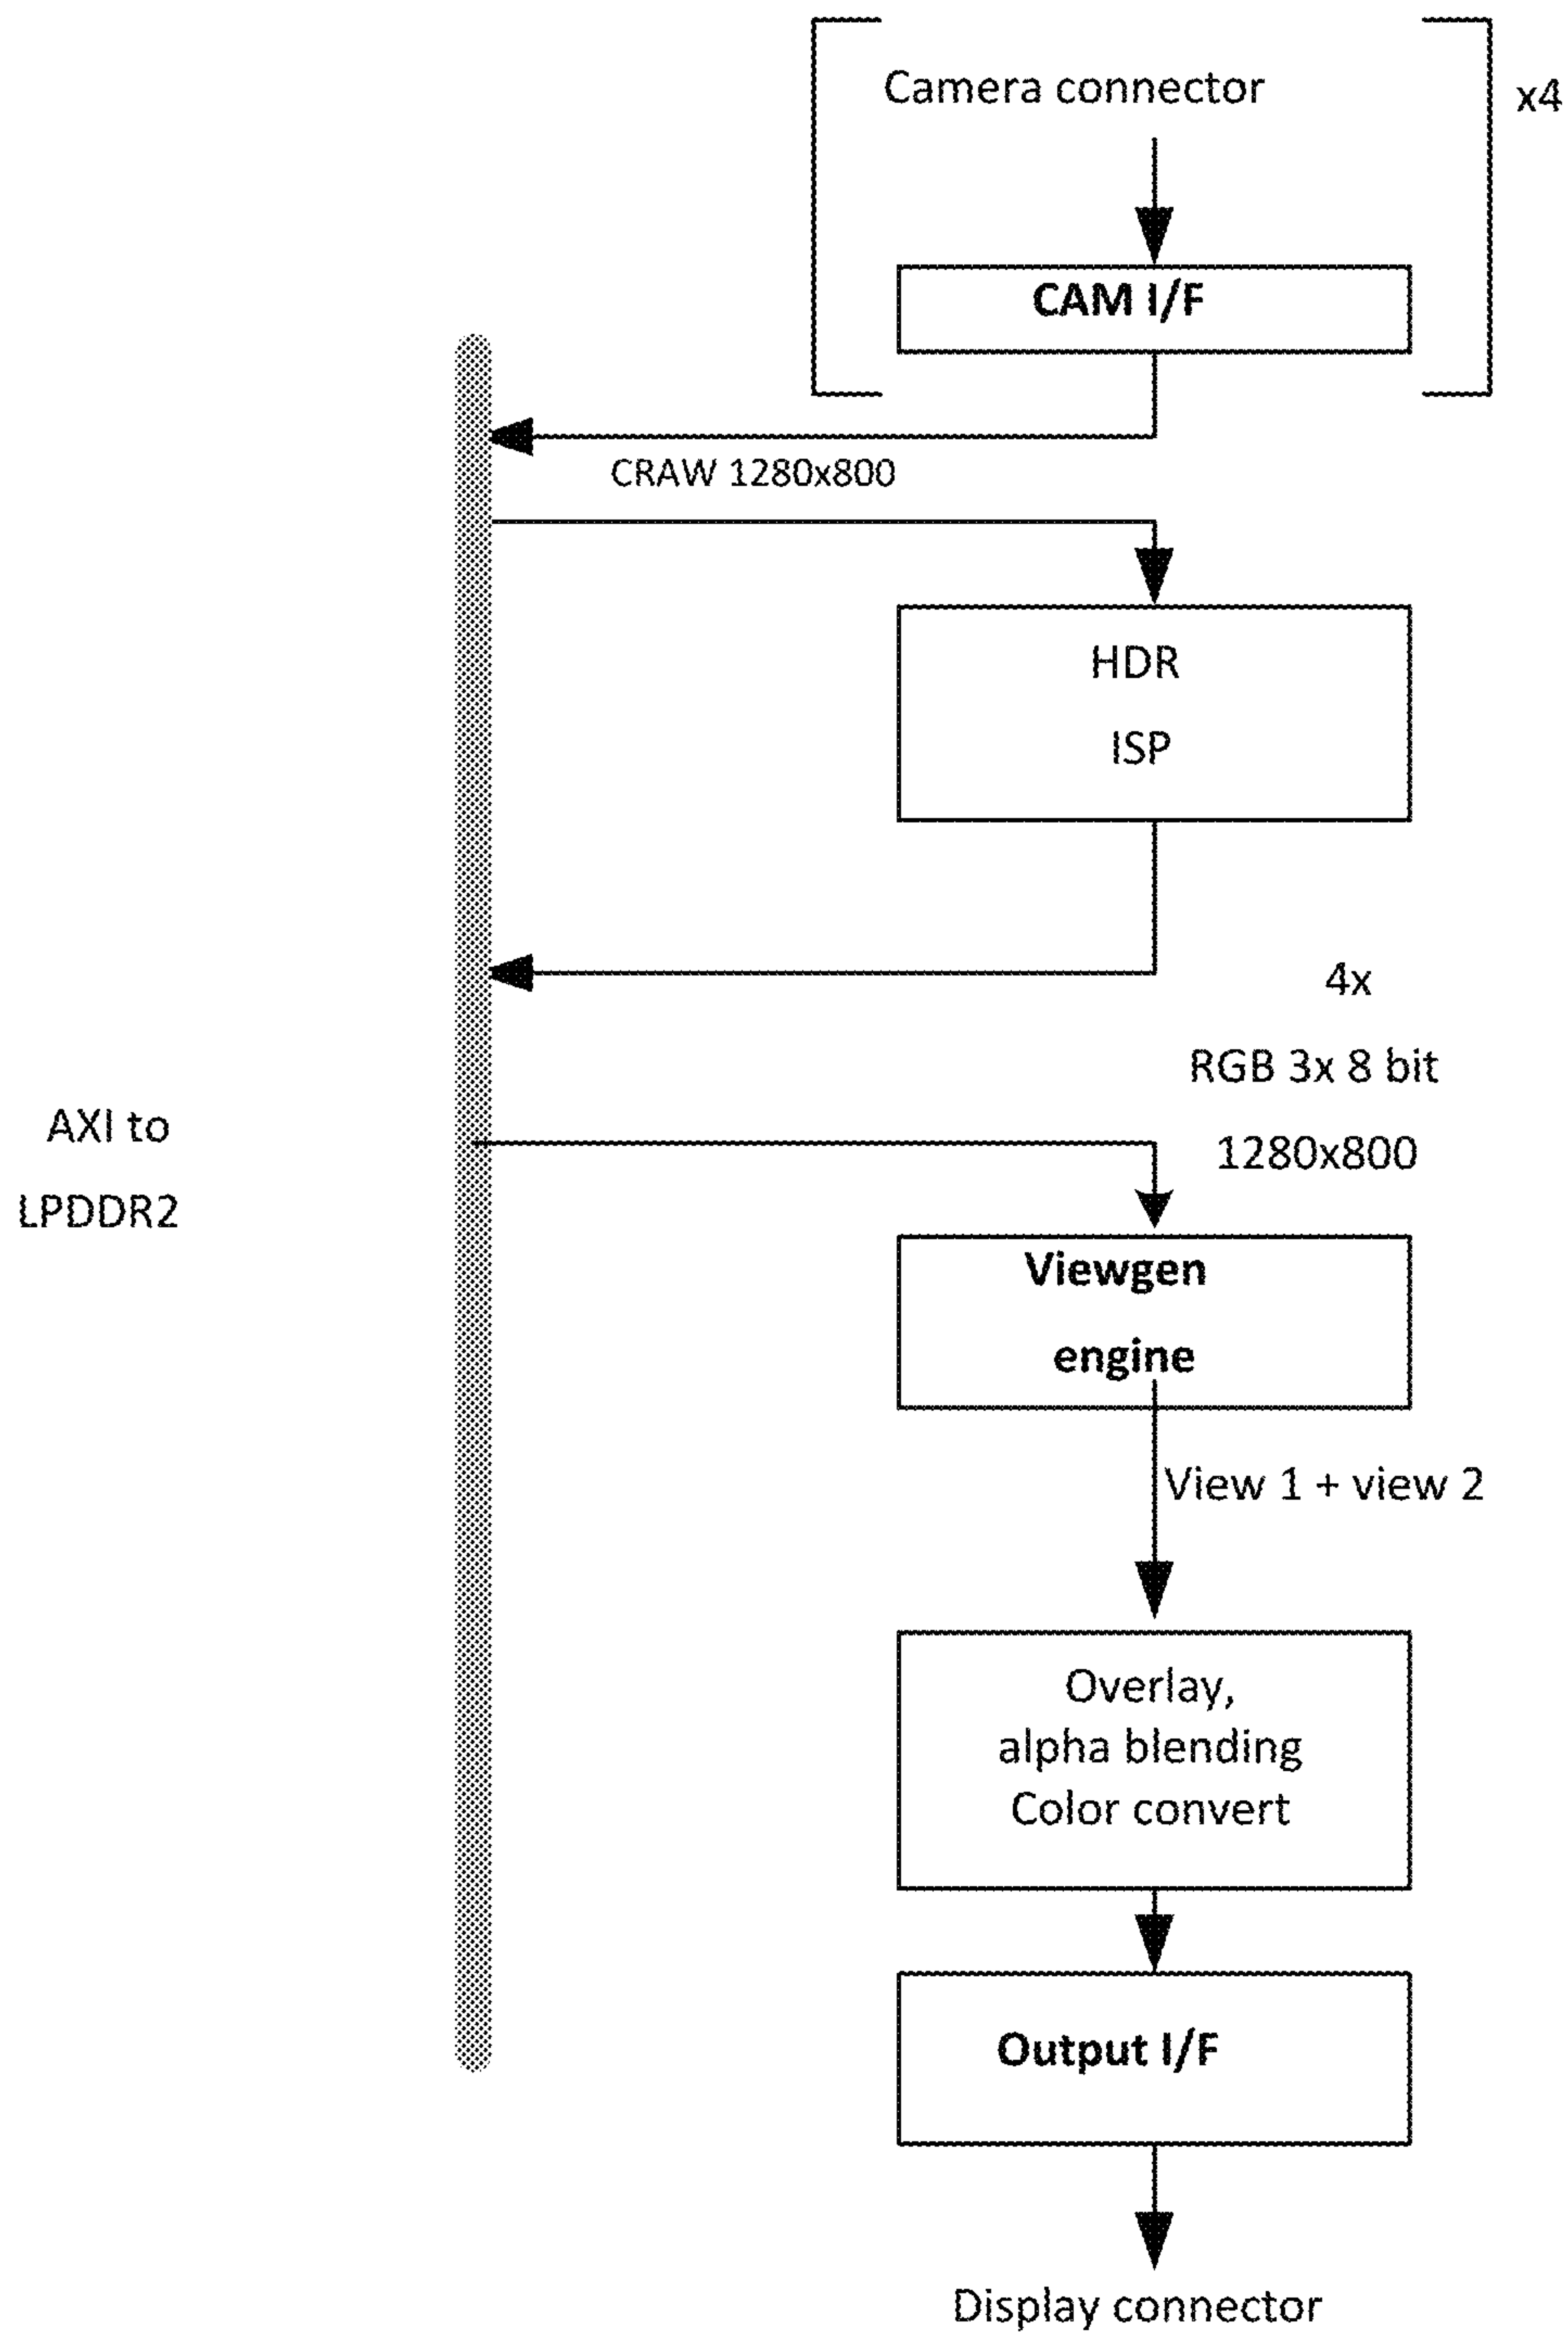 Camera connector
x4
CAM I/F
CRAW 1280x800
HDR
ISP
4x
RGB 3x 8 bit
1280x800
AXI to
LPDDR2
Viewgen
engine
View 1 + view 2
Overlay,
alpha blending
Color convert
Output I/F
Display connector